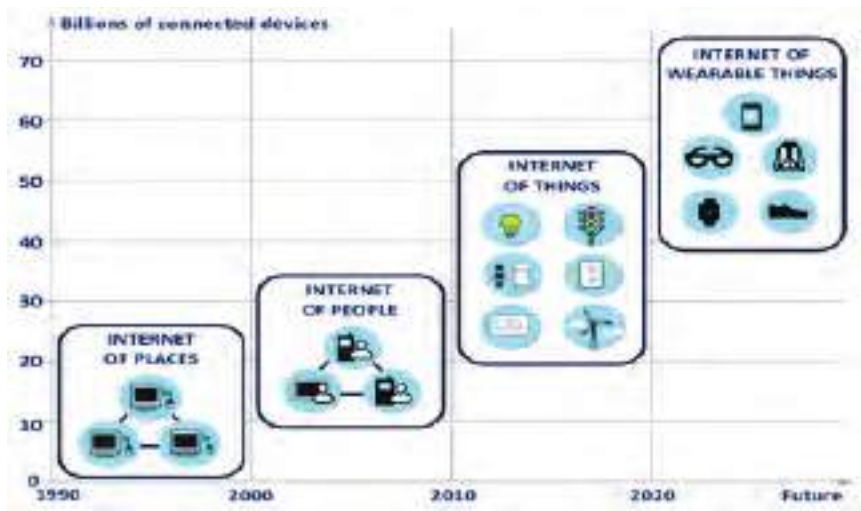 Billions of connected devices
70
60
50
40
30
20
10
0
INTERNET OF
WEARABLE THINGS
INTERNET
OF THINGS
INTERNET
OF PEOPLE
INTERNET
OF PLACES
1990
2000
2010
2020
Future